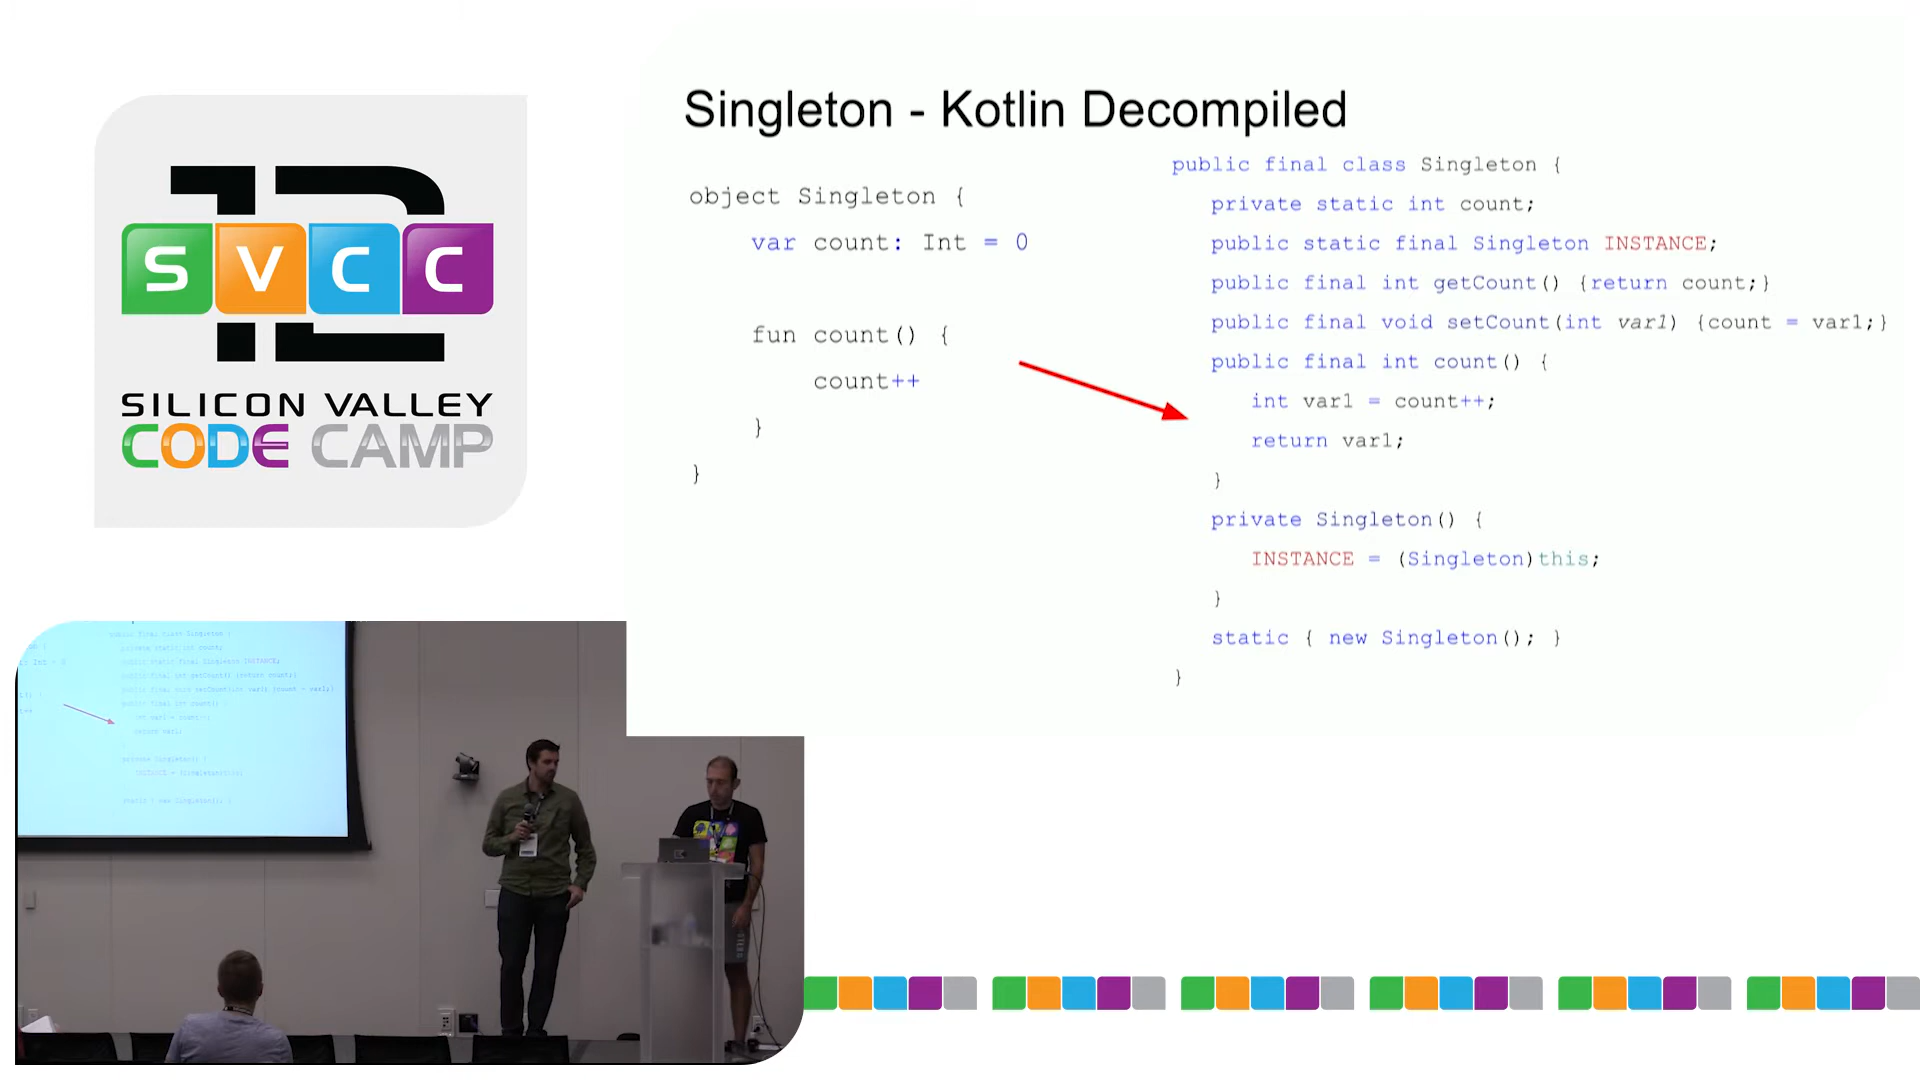 12
SVCC
SILICON VALLEY
CODE CAMP
Singleton - Kotlin Decompiled
object Singleton {
var count: Int = 0
fun count() {
count++
}
}
public final class Singleton {
private static int count;
public static final Singleton INSTANCE;
public final int getCount() {return count;}
public final void setCount(int var1) {count = var1;}
public final int count() {
int var1 = count++;
return var1;
}
private Singleton() {
INSTANCE = (Singleton)this;
}
static { new Singleton(); }
}